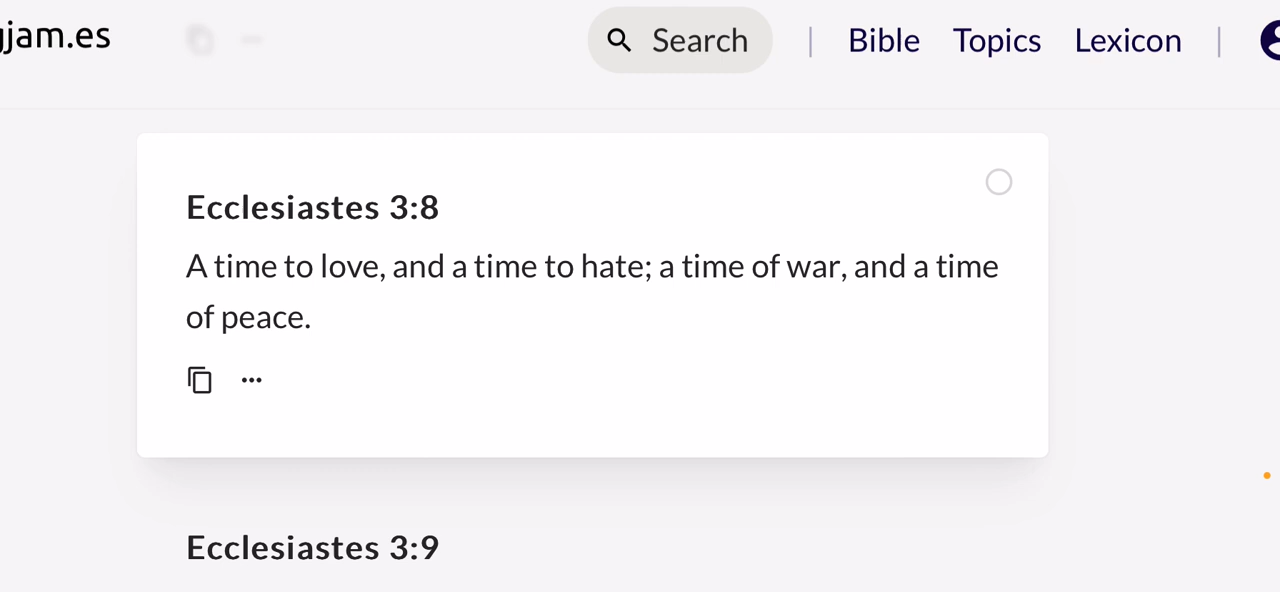 jam.es
Search | Bible Topics Lexicon |
Ecclesiastes 3:8
A time to love, and a time to hate; a time of war, and a time
of peace.
Ecclesiastes 3:9